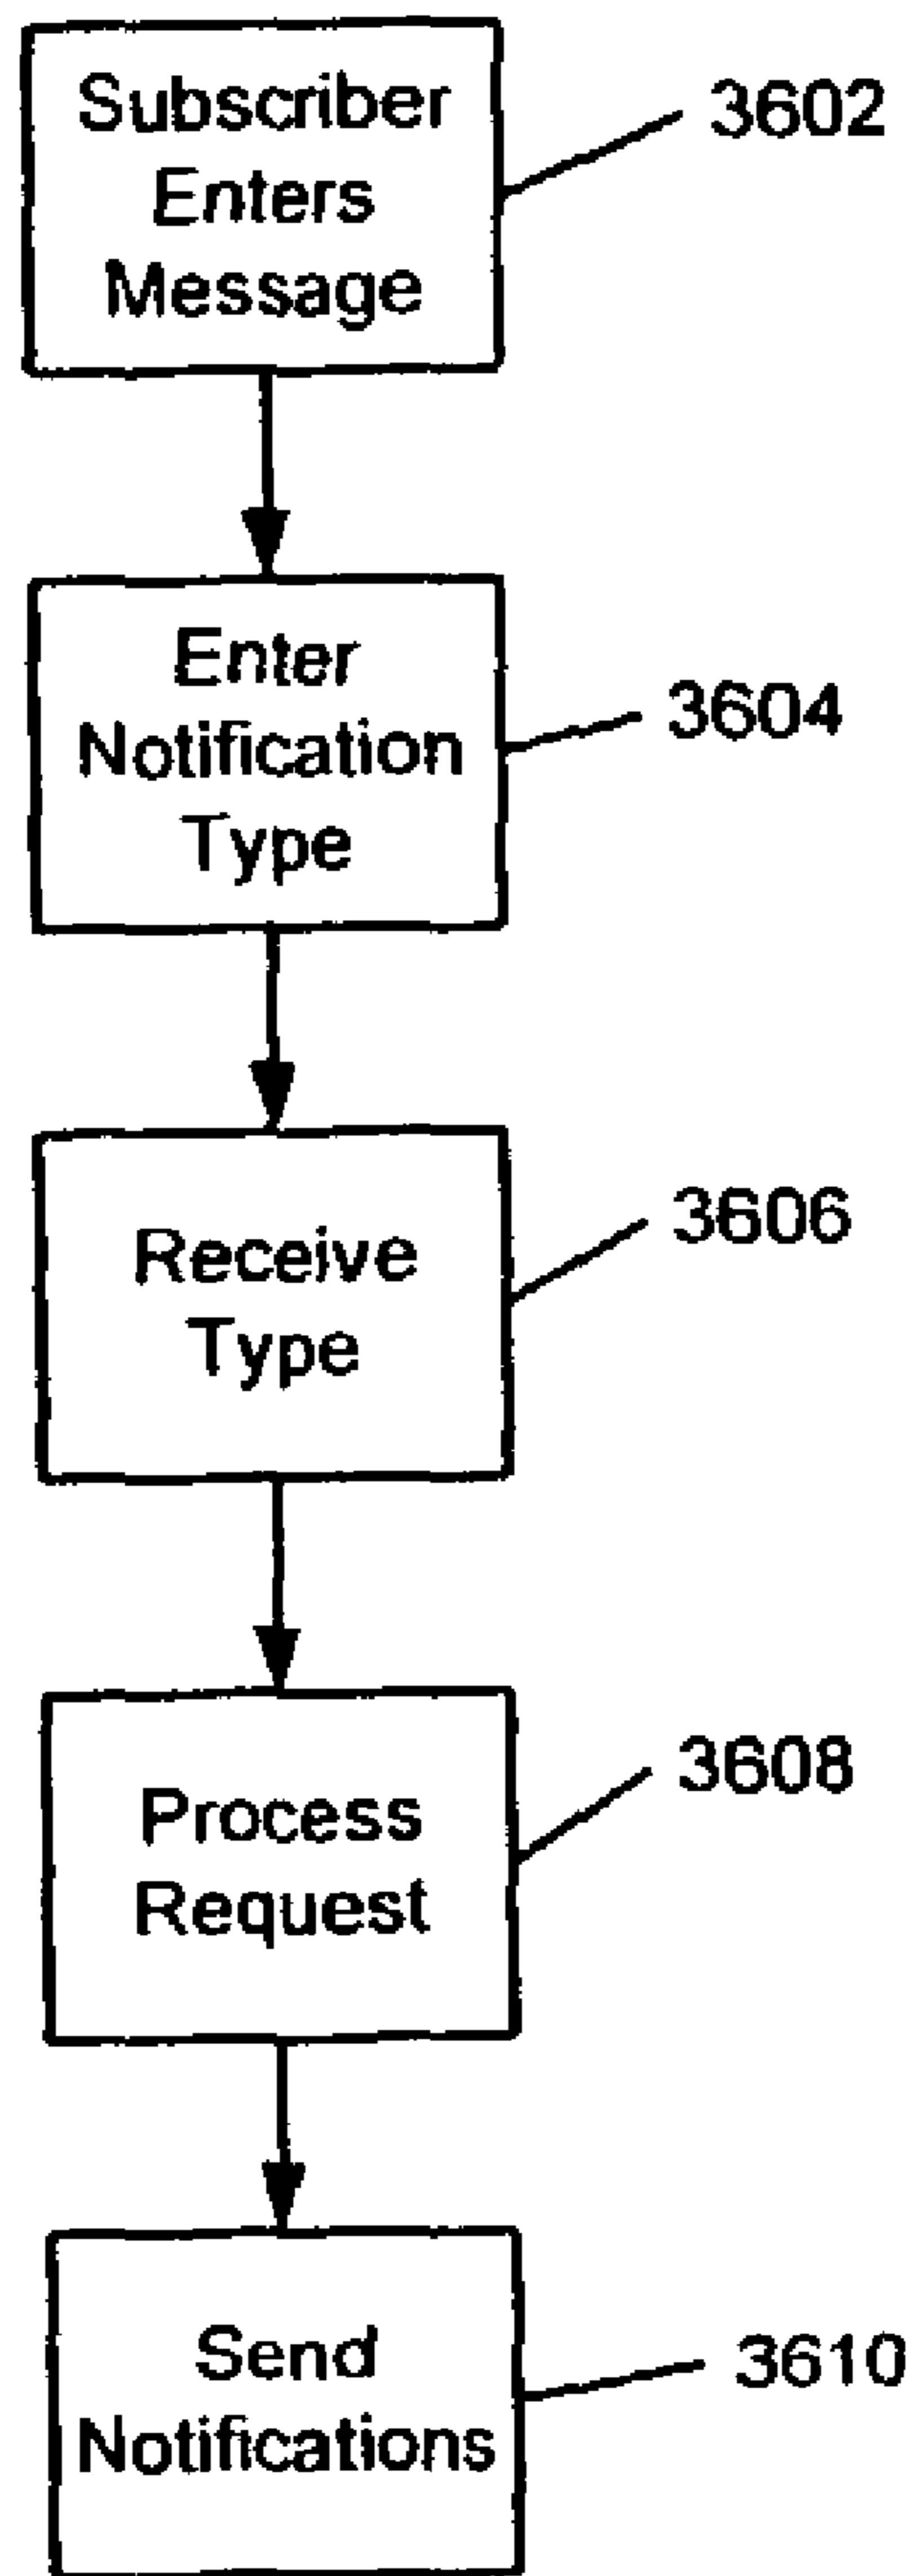 Subscriber
Enters
Message
3602
Enter
Notification
Type
3604
Receive
Type
3606
Process
Request
3608
Send
Notifications
3610